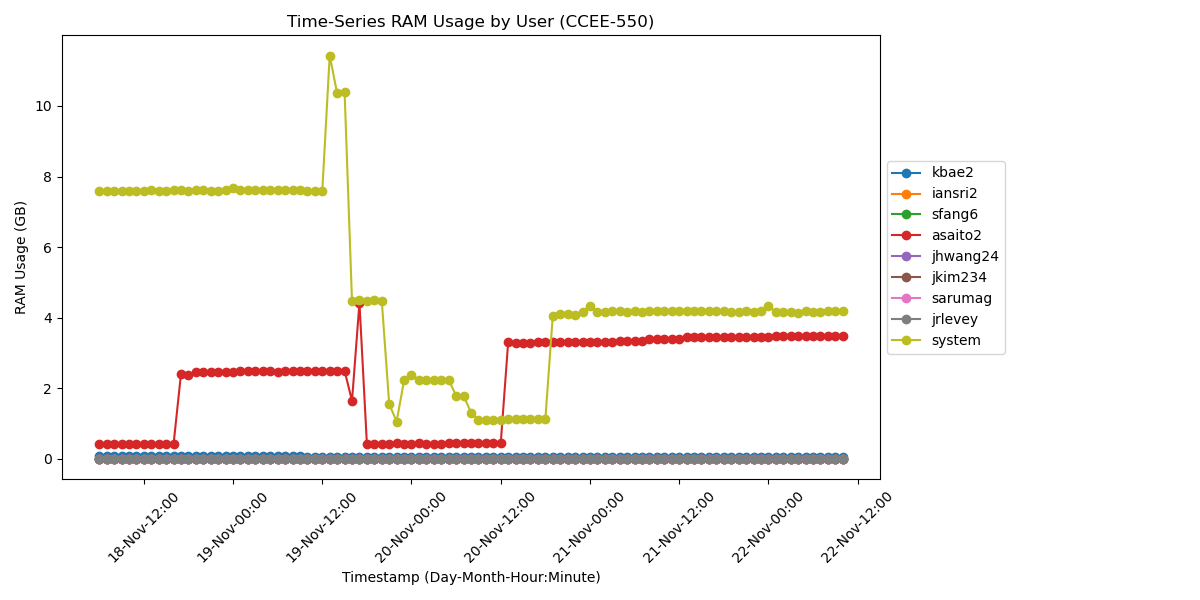 Time-Series RAM Usage by User (CCEE-550)
RAM Usage (GB)
10
8
6
4
2
0
18-Nov-12:00
19-Nov-00:00
19-Nov-12:00
20-Nov-00:00
20-Nov-12:00
21-Nov-00:00
21-Nov-12:00
22-Nov-00:00
22-Nov-12:00
Timestamp (Day-Month-Hour:Minute)
kbae2
iansri2
sfang6
asaito2
jhwang24
jkim234
sarumag
jrlevey
system